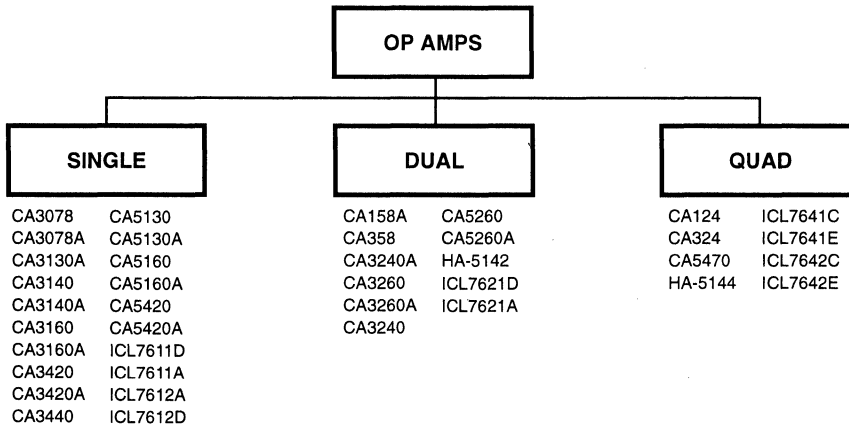 OP AMPS
SINGLE
CA3078 CA5130
CA3078A CA5130A
CA3130A CA5160
CA3140 CA5160A
CA3140A CA5420
CA3160 CA5420A
CA3160A ICL7611D
CA3420 ICL7611A
CA3420A ICL7612A
CA3440 ICL7612D
DUAL
CA158A CA5260
CA358 CA5260A
CA3240A HA-5142
CA3260 ICL7621D
CA3260A ICL7621A
CA3240
QUAD
CA124 ICL7641C
CA324 ICL7641E
CA5470 ICL7642C
HA-5144 ICL7642E